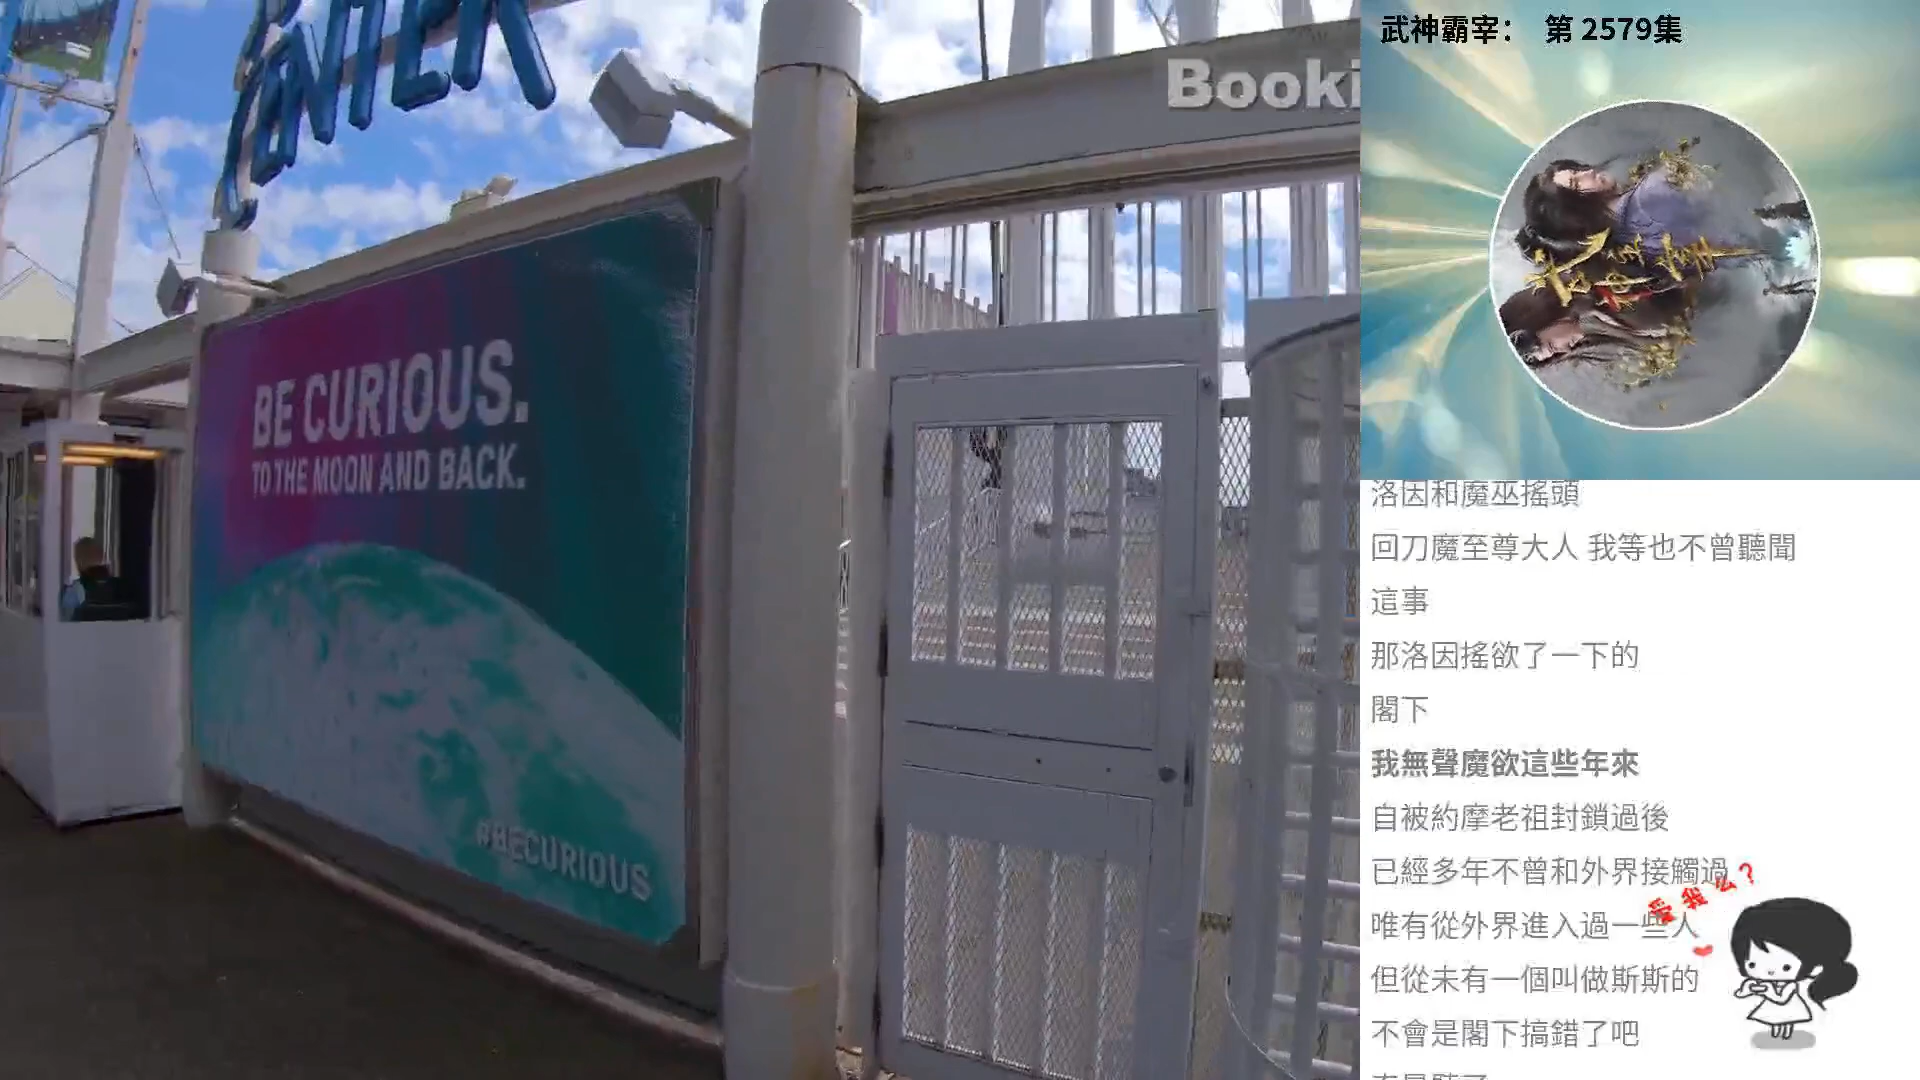 CENTER
Booki
BE CURIOUS.
TO THE MOON AND BACK.
#BECURIOUS
武神霸宰： 第 2579集
洛因和魔巫搖頭
回刀魔至尊大人 我等也不曾聽聞
這事
那洛因搖欲了一下的
閣下
我無聲魔欲這些年來
自被約摩老祖封鎖過後
已經多年不曾和外界接觸過
唯有從外界進入過一些人
但從未有一個叫做斯斯的
不會是閣下搞錯了吧
愛我么?